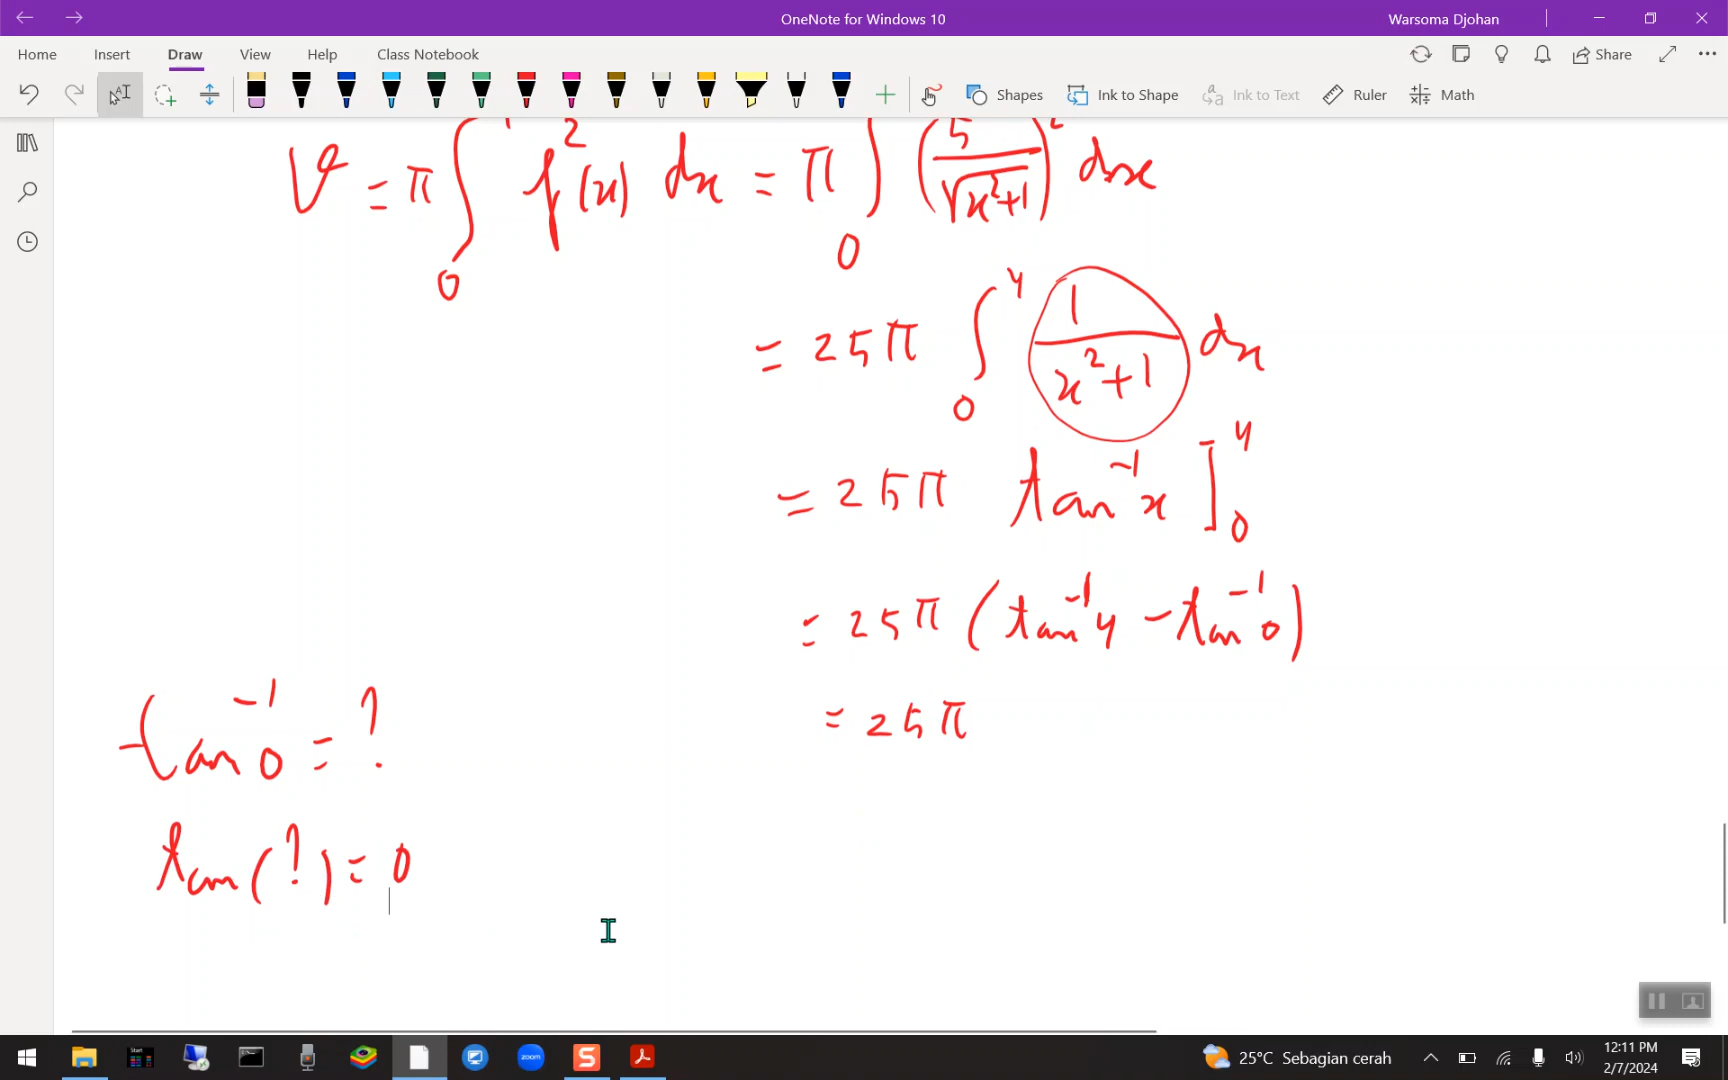 OneNote for Windows 10
Warsoma Djohan
Home Insert Draw View Help Class Notebook
Share
Shapes Ink to Shape Ink to Text Ruler Math
V = π ∫₀ f²(x) dx = π ∫₀ (5/√(x²+1))² dx
= 25π ∫₀⁴ 1/(x²+1) dx
= 25π tan⁻¹x ]₀⁴
= 25π (tan⁻¹4 - tan⁻¹0)
= 25π
tan⁻¹0 = ?
tan(?) = 0
Start
zoom
S
25°C Sebagian cerah
12:11 PM
2/7/2024